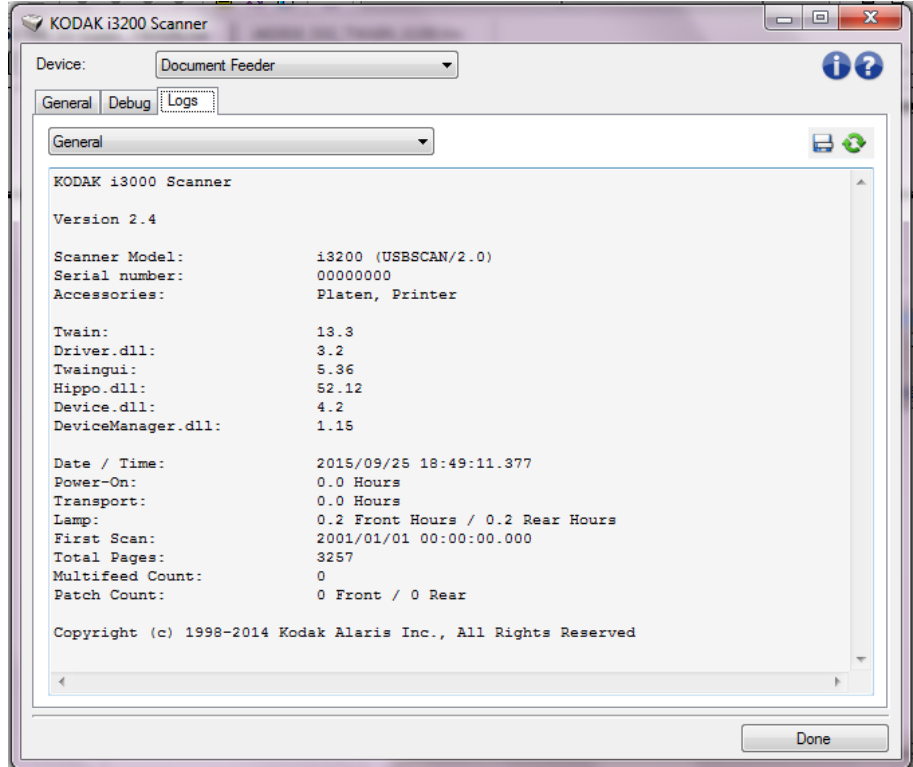 KODAK i3200 Scanner
Device: Document Feeder
General Debug Logs
General
KODAK i3000 Scanner
Version 2.4
Scanner Model: i3200 (USBSCAN/2.0)
Serial number: 00000000
Accessories: Platen, Printer
Twain: 13.3
Driver.dll: 3.2
Twaingui: 5.36
Hippo.dll: 52.12
Device.dll: 4.2
DeviceManager.dll: 1.15
Date / Time: 2015/09/25 18:49:11.377
Power-On: 0.0 Hours
Transport: 0.0 Hours
Lamp: 0.2 Front Hours / 0.2 Rear Hours
First Scan: 2001/01/01 00:00:00.000
Total Pages: 3257
Multifeed Count: 0
Patch Count: 0 Front / 0 Rear
Copyright (c) 1998-2014 Kodak Alaris Inc., All Rights Reserved
Done